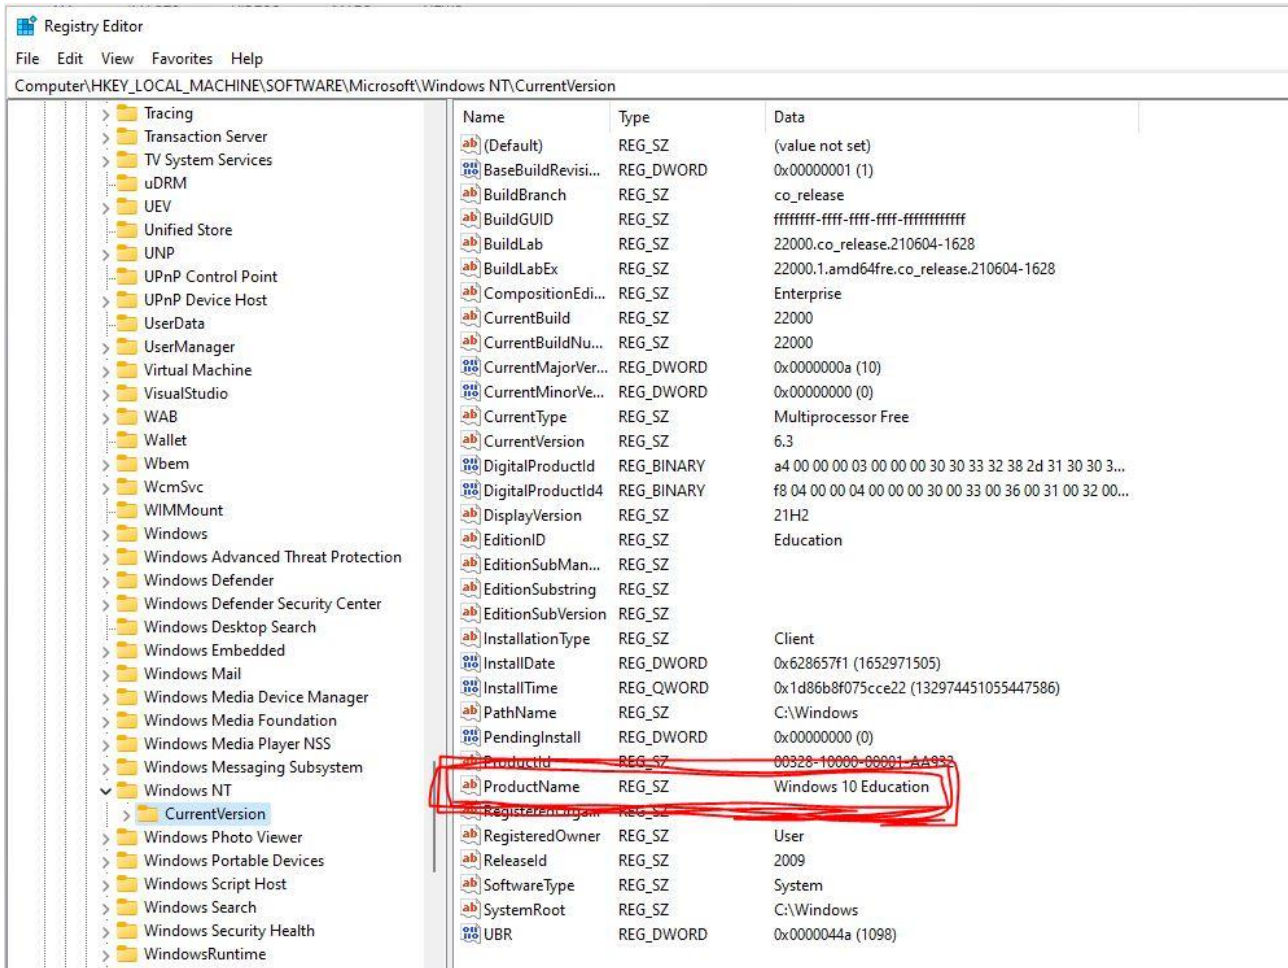 Registry Editor
File Edit View Favorites Help
Computer\HKEY_LOCAL_MACHINE\SOFTWARE\Microsoft\Windows NT\CurrentVersion
Tracing
Transaction Server
TV System Services
uDRM
UEV
Unified Store
UNP
UPnP Control Point
UPnP Device Host
UserData
UserManager
Virtual Machine
VisualStudio
WAB
Wallet
Wbem
WcmSvc
WIMMount
Windows
Windows Advanced Threat Protection
Windows Defender
Windows Defender Security Center
Windows Desktop Search
Windows Embedded
Windows Mail
Windows Media Device Manager
Windows Media Foundation
Windows Media Player NSS
Windows Messaging Subsystem
Windows NT
CurrentVersion
Windows Photo Viewer
Windows Portable Devices
Windows Script Host
Windows Search
Windows Security Health
WindowsRuntime
Name Type Data
(Default) REG_SZ (value not set)
BaseBuildRevisi... REG_DWORD 0x00000001 (1)
BuildBranch REG_SZ co_release
BuildGUID REG_SZ ffffffff-ffff-ffff-ffff-ffffffffffff
BuildLab REG_SZ 22000.co_release.210604-1628
BuildLabEx REG_SZ 22000.1.amd64fre.co_release.210604-1628
CompositionEdi... REG_SZ Enterprise
CurrentBuild REG_SZ 22000
CurrentBuildNu... REG_SZ 22000
CurrentMajorVer... REG_DWORD 0x0000000a (10)
CurrentMinorVe... REG_DWORD 0x00000000 (0)
CurrentType REG_SZ Multiprocessor Free
CurrentVersion REG_SZ 6.3
DigitalProductId REG_BINARY a4 00 00 00 03 00 00 00 30 30 33 32 38 2d 31 30 30 3...
DigitalProductId4 REG_BINARY f8 04 00 00 04 00 00 00 30 00 33 00 36 00 31 00 32 00...
DisplayVersion REG_SZ 21H2
EditionID REG_SZ Education
EditionSubMan... REG_SZ
EditionSubstring REG_SZ
EditionSubVersion REG_SZ
InstallationType REG_SZ Client
InstallDate REG_DWORD 0x628657f1 (1652971505)
InstallTime REG_QWORD 0x1d86b8f075cce22 (132974451055447586)
PathName REG_SZ C:\Windows
PendingInstall REG_DWORD 0x00000000 (0)
ProductId REG_SZ 00328-10000-00001-AA932
ProductName REG_SZ Windows 10 Education
RegisteredOrga... REG_SZ
RegisteredOwner REG_SZ User
ReleaseId REG_SZ 2009
SoftwareType REG_SZ System
SystemRoot REG_SZ C:\Windows
UBR REG_DWORD 0x0000044a (1098)